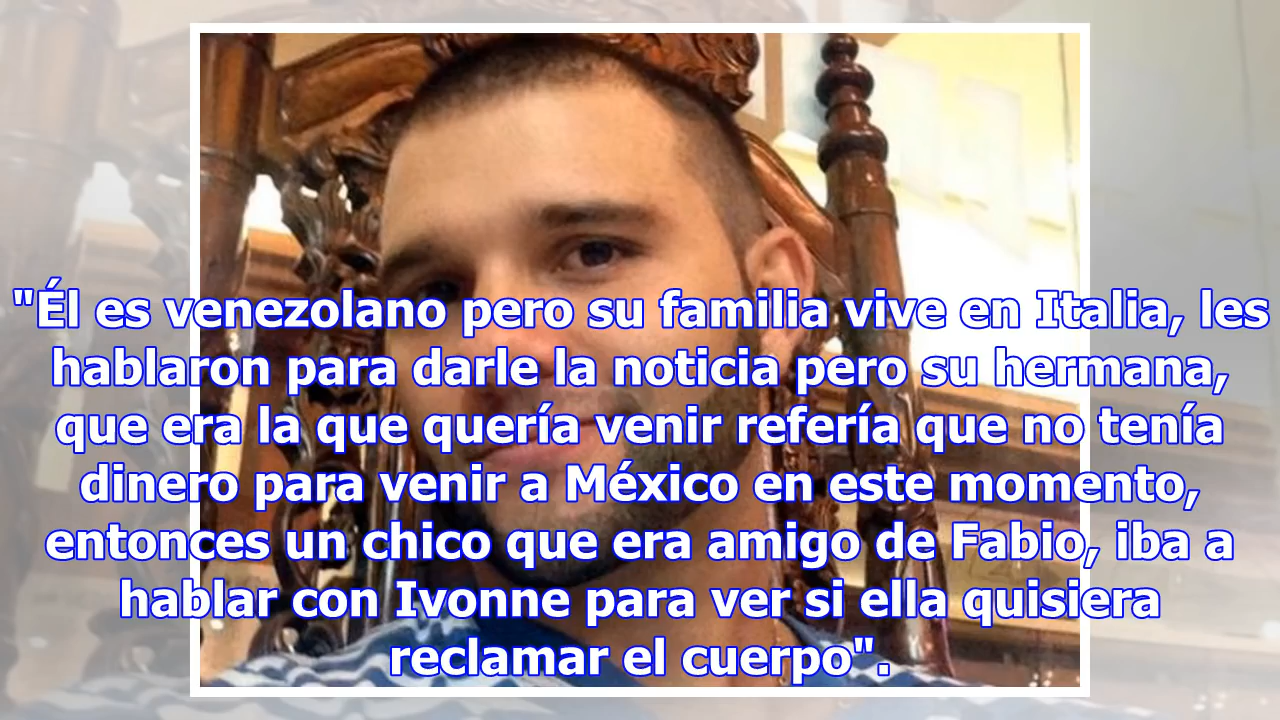 "Él es venezolano pero su familia vive en Italia, les
hablaron para darle la noticia pero su hermana,
que era la que quería venir refería que no tenía
dinero para venir a México en este momento,
entonces un chico que era amigo de Fabio, iba a
hablar con Ivonne para ver si ella quisiera
reclamar el cuerpo".